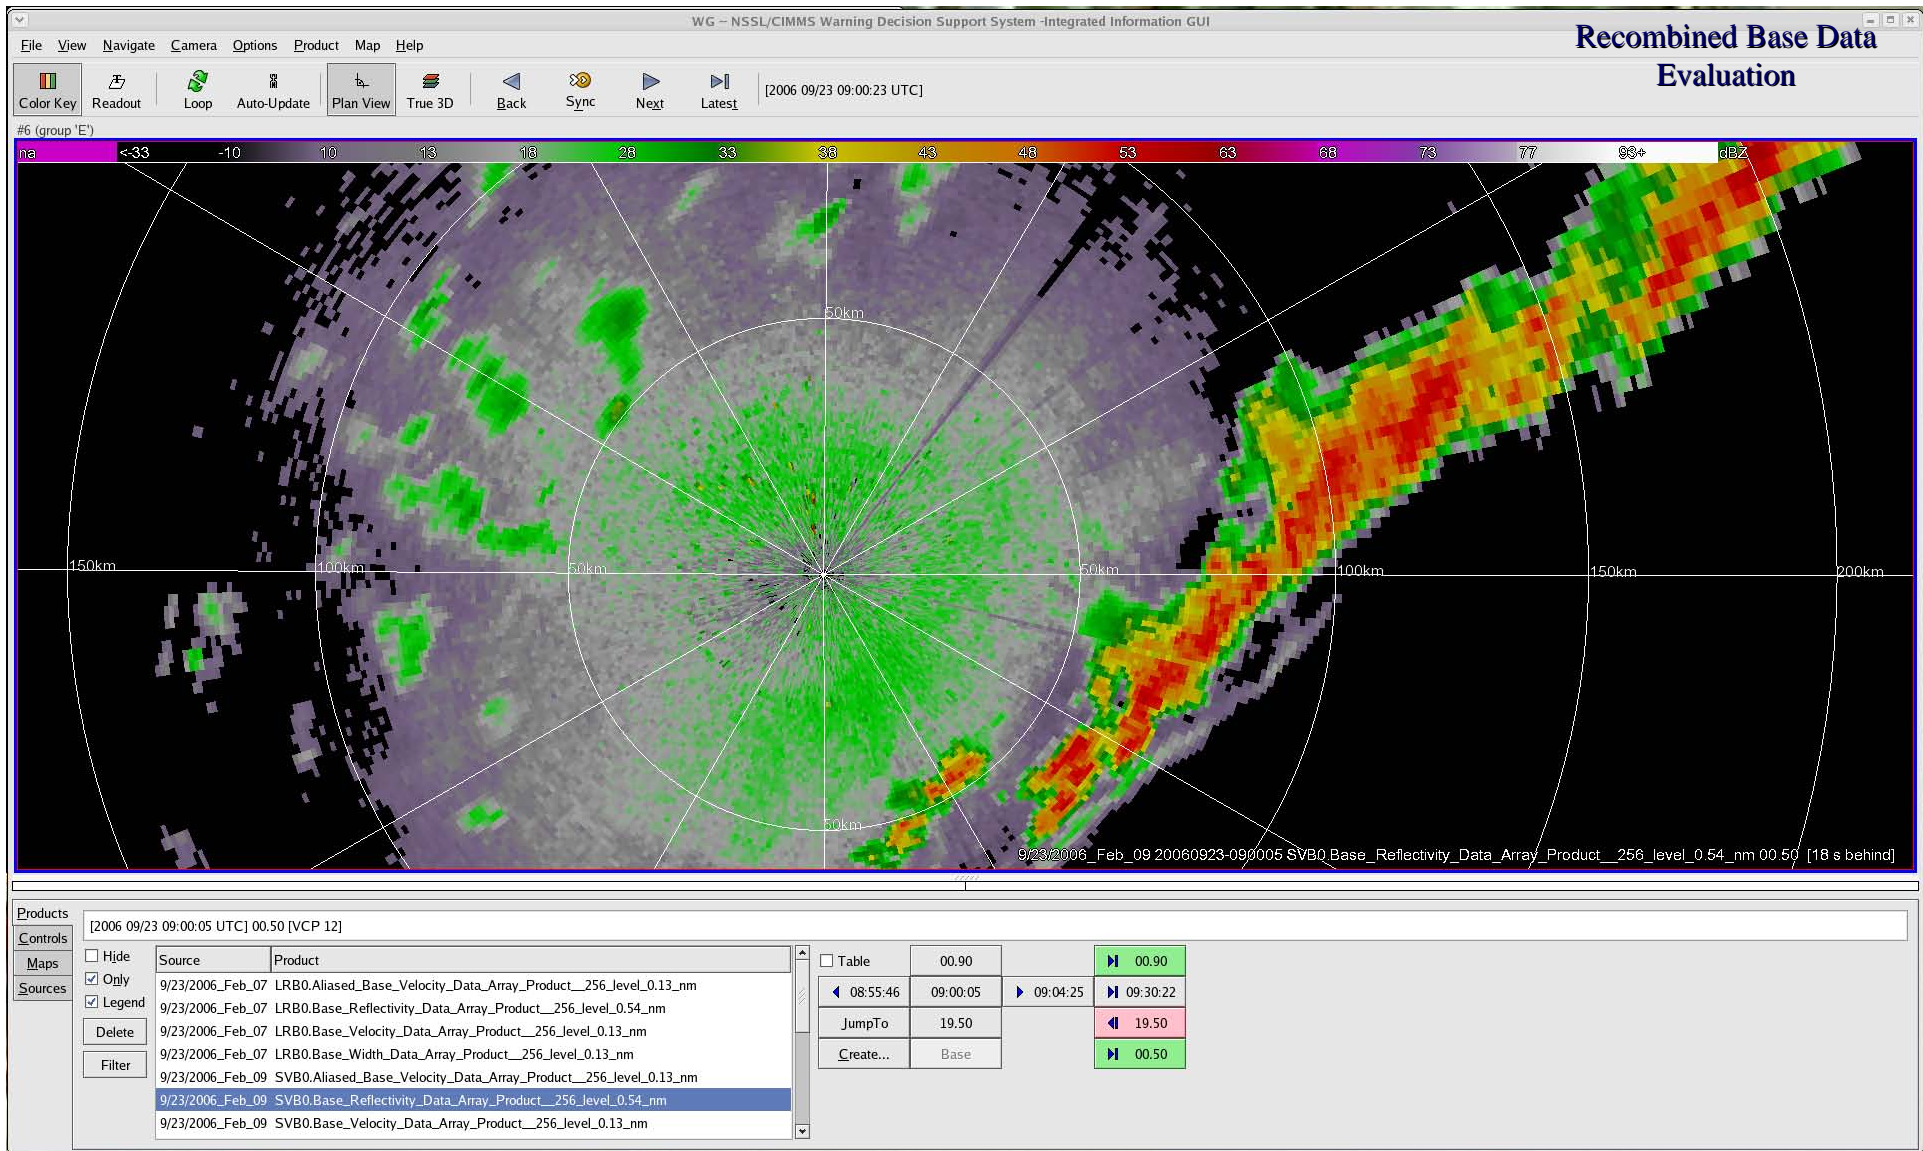 WG – NSSL/CIMMS Warning Decision Support System -Integrated Information GUI
Recombined Base Data
Evaluation
File View Navigate Camera Options Product Map Help
Color Key Readout Loop Auto-Update Plan View True 3D Back Sync Next Latest [2006 09/23 09:00:23 UTC]
#6 (group 'E')
na <-33 -10 10 13 18 28 33 38 43 48 53 63 68 73 77 93+ dBZ
50km
150km 100km 50km 50km 100km 150km 200km
50km
9/23/2006_Feb_09 20060923-090005 SVB0.Base_Reflectivity_Data_Array_Product__256_level_0.54_nm 00.50 [18 s behind]
Products
[2006 09/23 09:00:05 UTC] 00.50 [VCP 12]
Controls
Maps
Sources
Hide
Only
Legend
Delete
Filter
Source Product
9/23/2006_Feb_07 LRB0.Aliased_Base_Velocity_Data_Array_Product__256_level_0.13_nm
9/23/2006_Feb_07 LRB0.Base_Reflectivity_Data_Array_Product__256_level_0.54_nm
9/23/2006_Feb_07 LRB0.Base_Velocity_Data_Array_Product__256_level_0.13_nm
9/23/2006_Feb_07 LRB0.Base_Width_Data_Array_Product__256_level_0.13_nm
9/23/2006_Feb_09 SVB0.Aliased_Base_Velocity_Data_Array_Product__256_level_0.13_nm
9/23/2006_Feb_09 SVB0.Base_Reflectivity_Data_Array_Product__256_level_0.54_nm
9/23/2006_Feb_09 SVB0.Base_Velocity_Data_Array_Product__256_level_0.13_nm
Table 00.90 00.90
08:55:46 09:00:05 09:04:25 09:30:22
JumpTo 19.50 19.50
Create... Base 00.50